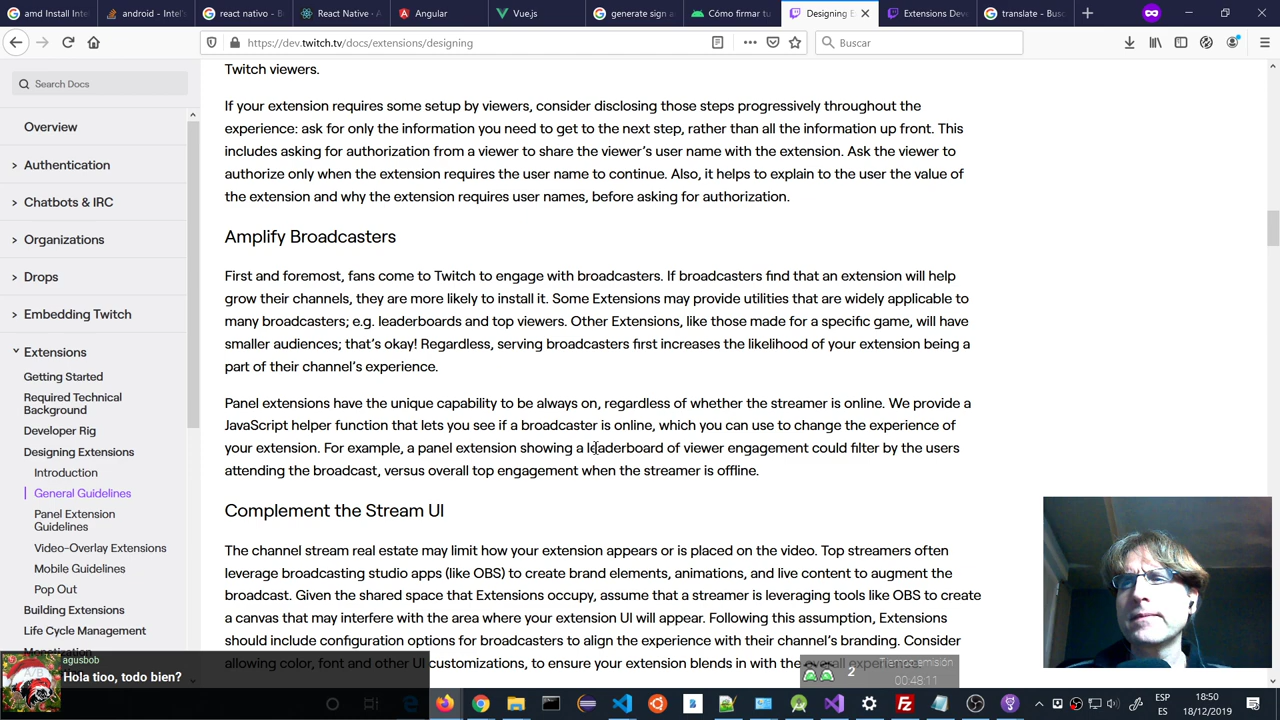 amd Install Inte
android - Intel's
react nativo - B
React Native · A
Angular
Vue.js
generate sign a
Cómo firmar tu
Designing E
Extensions Dev
translate - Busc
https://dev.twitch.tv/docs/extensions/designing
Buscar
Search Docs
Overview
Authentication
Chatbots & IRC
Organizations
Drops
Embedding Twitch
Extensions
Getting Started
Required Technical
Background
Developer Rig
Designing Extensions
Introduction
General Guidelines
Panel Extension
Guidelines
Video-Overlay Extensions
Mobile Guidelines
Pop Out
Building Extensions
Life Cycle Management
Twitch viewers.
If your extension requires some setup by viewers, consider disclosing those steps progressively throughout the
experience: ask for only the information you need to get to the next step, rather than all the information up front. This
includes asking for authorization from a viewer to share the viewer's user name with the extension. Ask the viewer to
authorize only when the extension requires the user name to continue. Also, it helps to explain to the user the value of
the extension and why the extension requires user names, before asking for authorization.
Amplify Broadcasters
First and foremost, fans come to Twitch to engage with broadcasters. If broadcasters find that an extension will help
grow their channels, they are more likely to install it. Some Extensions may provide utilities that are widely applicable to
many broadcasters; e.g. leaderboards and top viewers. Other Extensions, like those made for a specific game, will have
smaller audiences; that's okay! Regardless, serving broadcasters first increases the likelihood of your extension being a
part of their channel's experience.
Panel extensions have the unique capability to be always on, regardless of whether the streamer is online. We provide a
JavaScript helper function that lets you see if a broadcaster is online, which you can use to change the experience of
your extension. For example, a panel extension showing a leaderboard of viewer engagement could filter by the users
attending the broadcast, versus overall top engagement when the streamer is offline.
Complement the Stream UI
The channel stream real estate may limit how your extension appears or is placed on the video. Top streamers often
leverage broadcasting studio apps (like OBS) to create brand elements, animations, and live content to augment the
broadcast. Given the shared space that Extensions occupy, assume that a streamer is leveraging tools like OBS to create
a canvas that may interfere with the area where your extension UI will appear. Following this assumption, Extensions
should include configuration options for broadcasters to align the experience with their channel's branding. Consider
allowing color, font and other UI customizations, to ensure your extension blends in with the overall experience.
agusbob
Hola tioo, todo bien?
2
Tiempo emisión
00:48:11
ESP
ES
18:50
18/12/2019